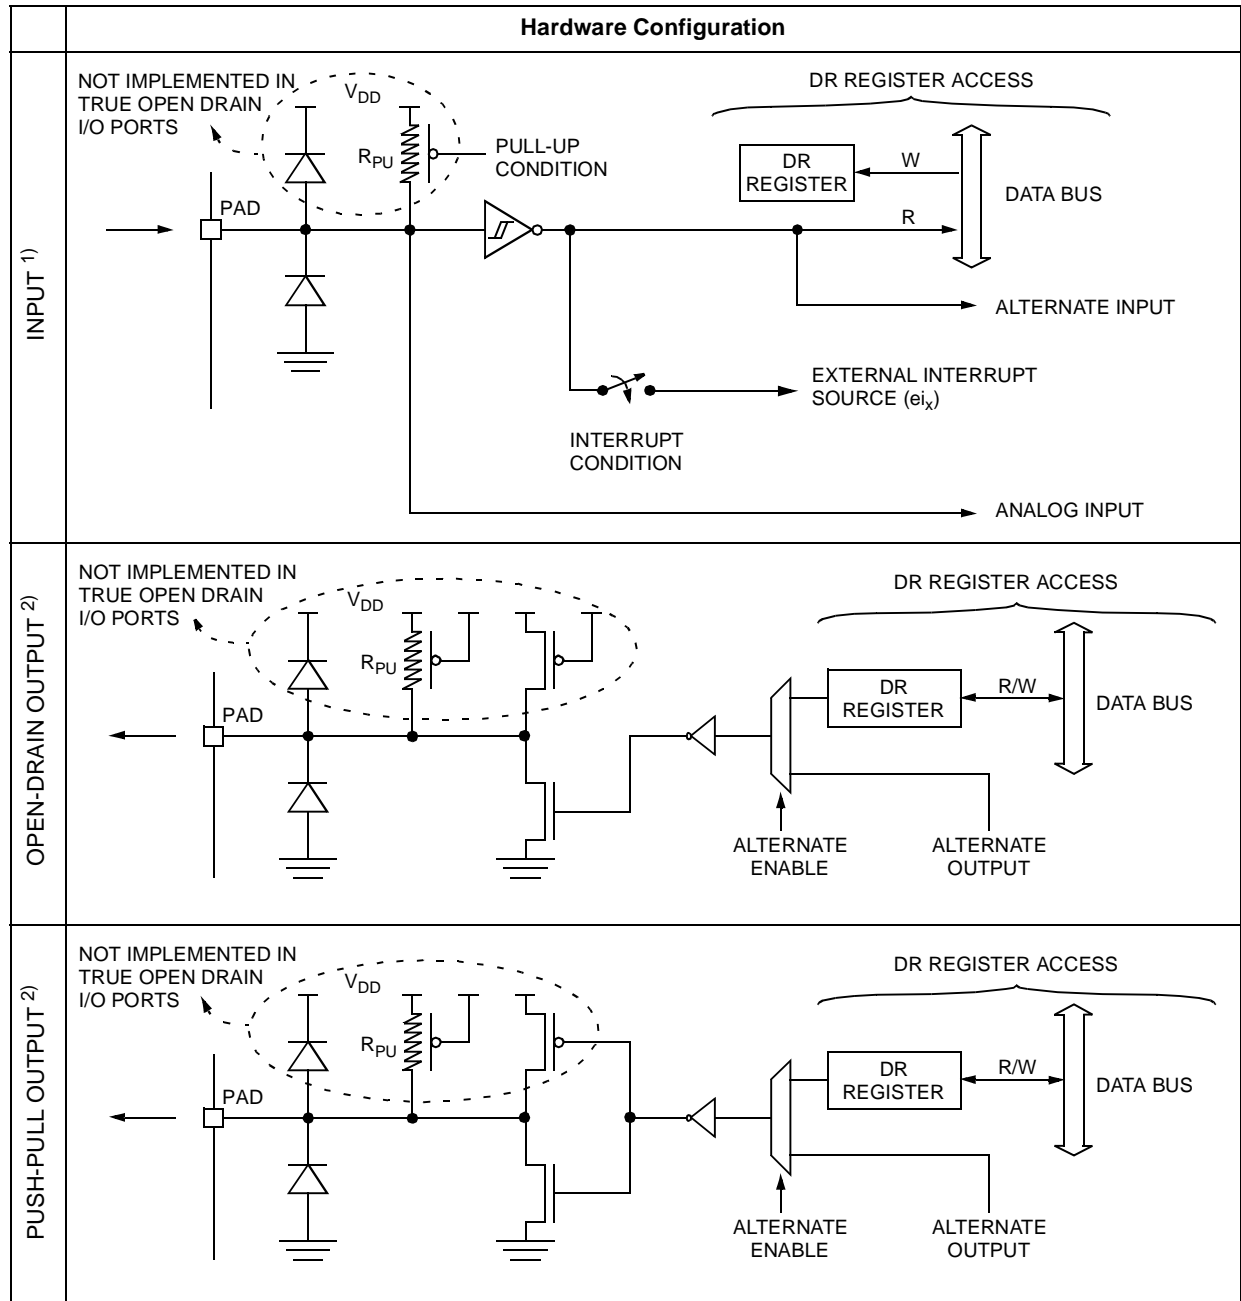 Hardware Configuration
INPUT 1)
NOT IMPLEMENTED IN
TRUE OPEN DRAIN
I/O PORTS
VDD
RPU
PULL-UP
CONDITION
PAD
DR REGISTER ACCESS
DR
REGISTER
W
R
DATA BUS
ALTERNATE INPUT
EXTERNAL INTERRUPT
SOURCE (eix)
INTERRUPT
CONDITION
ANALOG INPUT
OPEN-DRAIN OUTPUT 2)
NOT IMPLEMENTED IN
TRUE OPEN DRAIN
I/O PORTS
VDD
RPU
PAD
DR REGISTER ACCESS
DR
REGISTER
R/W
DATA BUS
ALTERNATE
ENABLE
ALTERNATE
OUTPUT
PUSH-PULL OUTPUT 2)
NOT IMPLEMENTED IN
TRUE OPEN DRAIN
I/O PORTS
VDD
RPU
PAD
DR REGISTER ACCESS
DR
REGISTER
R/W
DATA BUS
ALTERNATE
ENABLE
ALTERNATE
OUTPUT